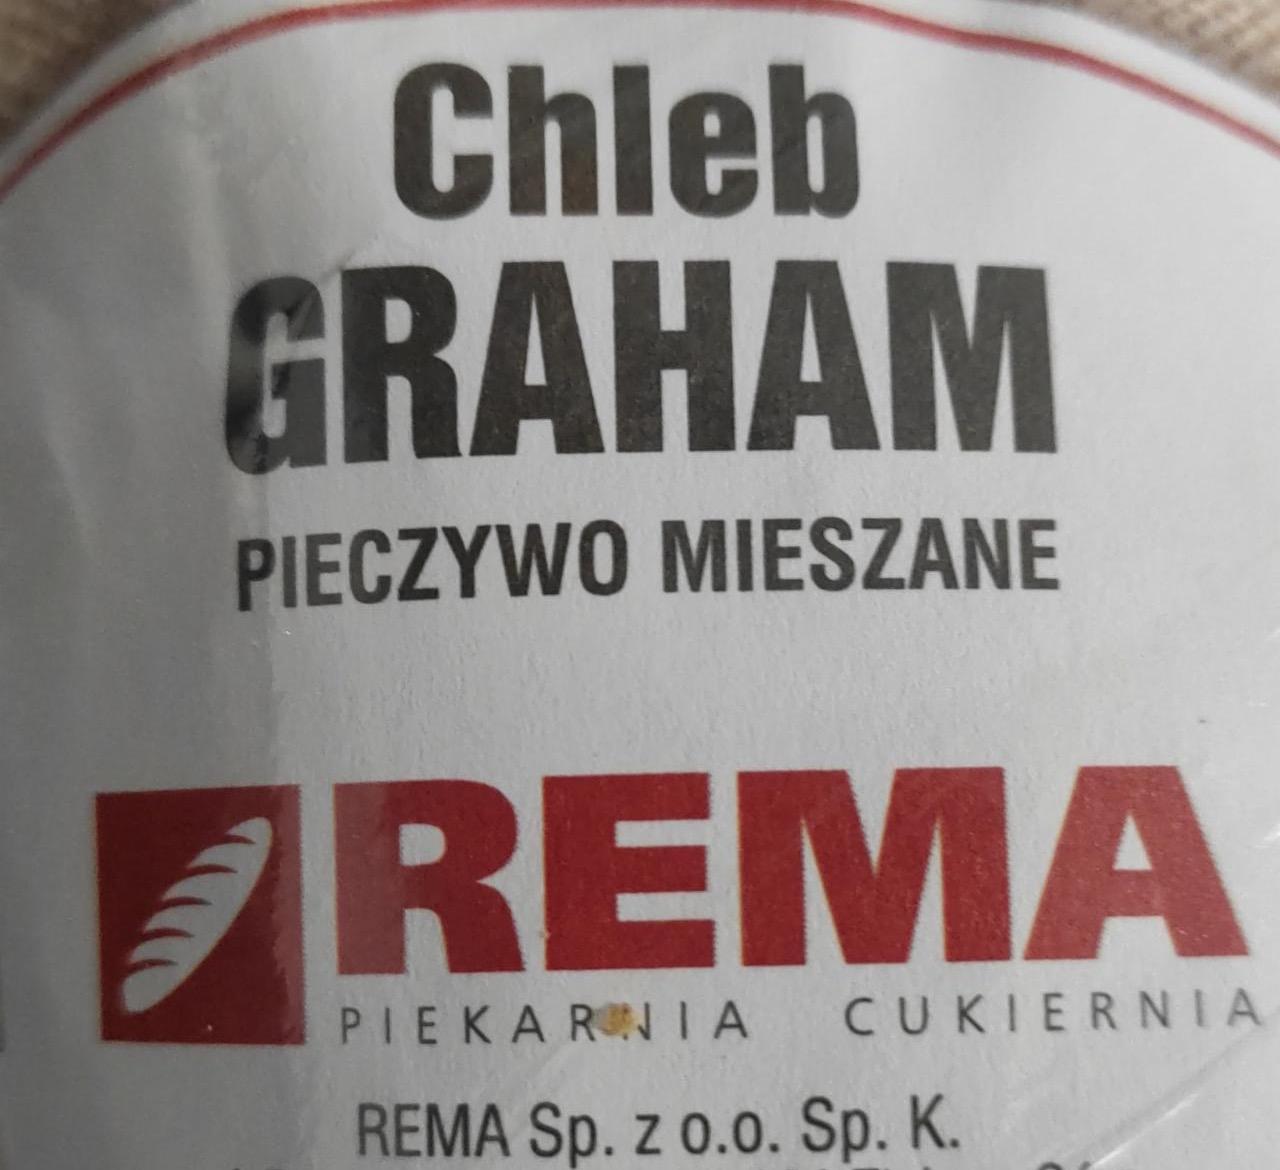 Chleb
GRAHAM
PIECZYWO MIESZANE
REMA
PIEKARNIA CUKIERNIA
REMA Sp. z o.o. Sp. K.